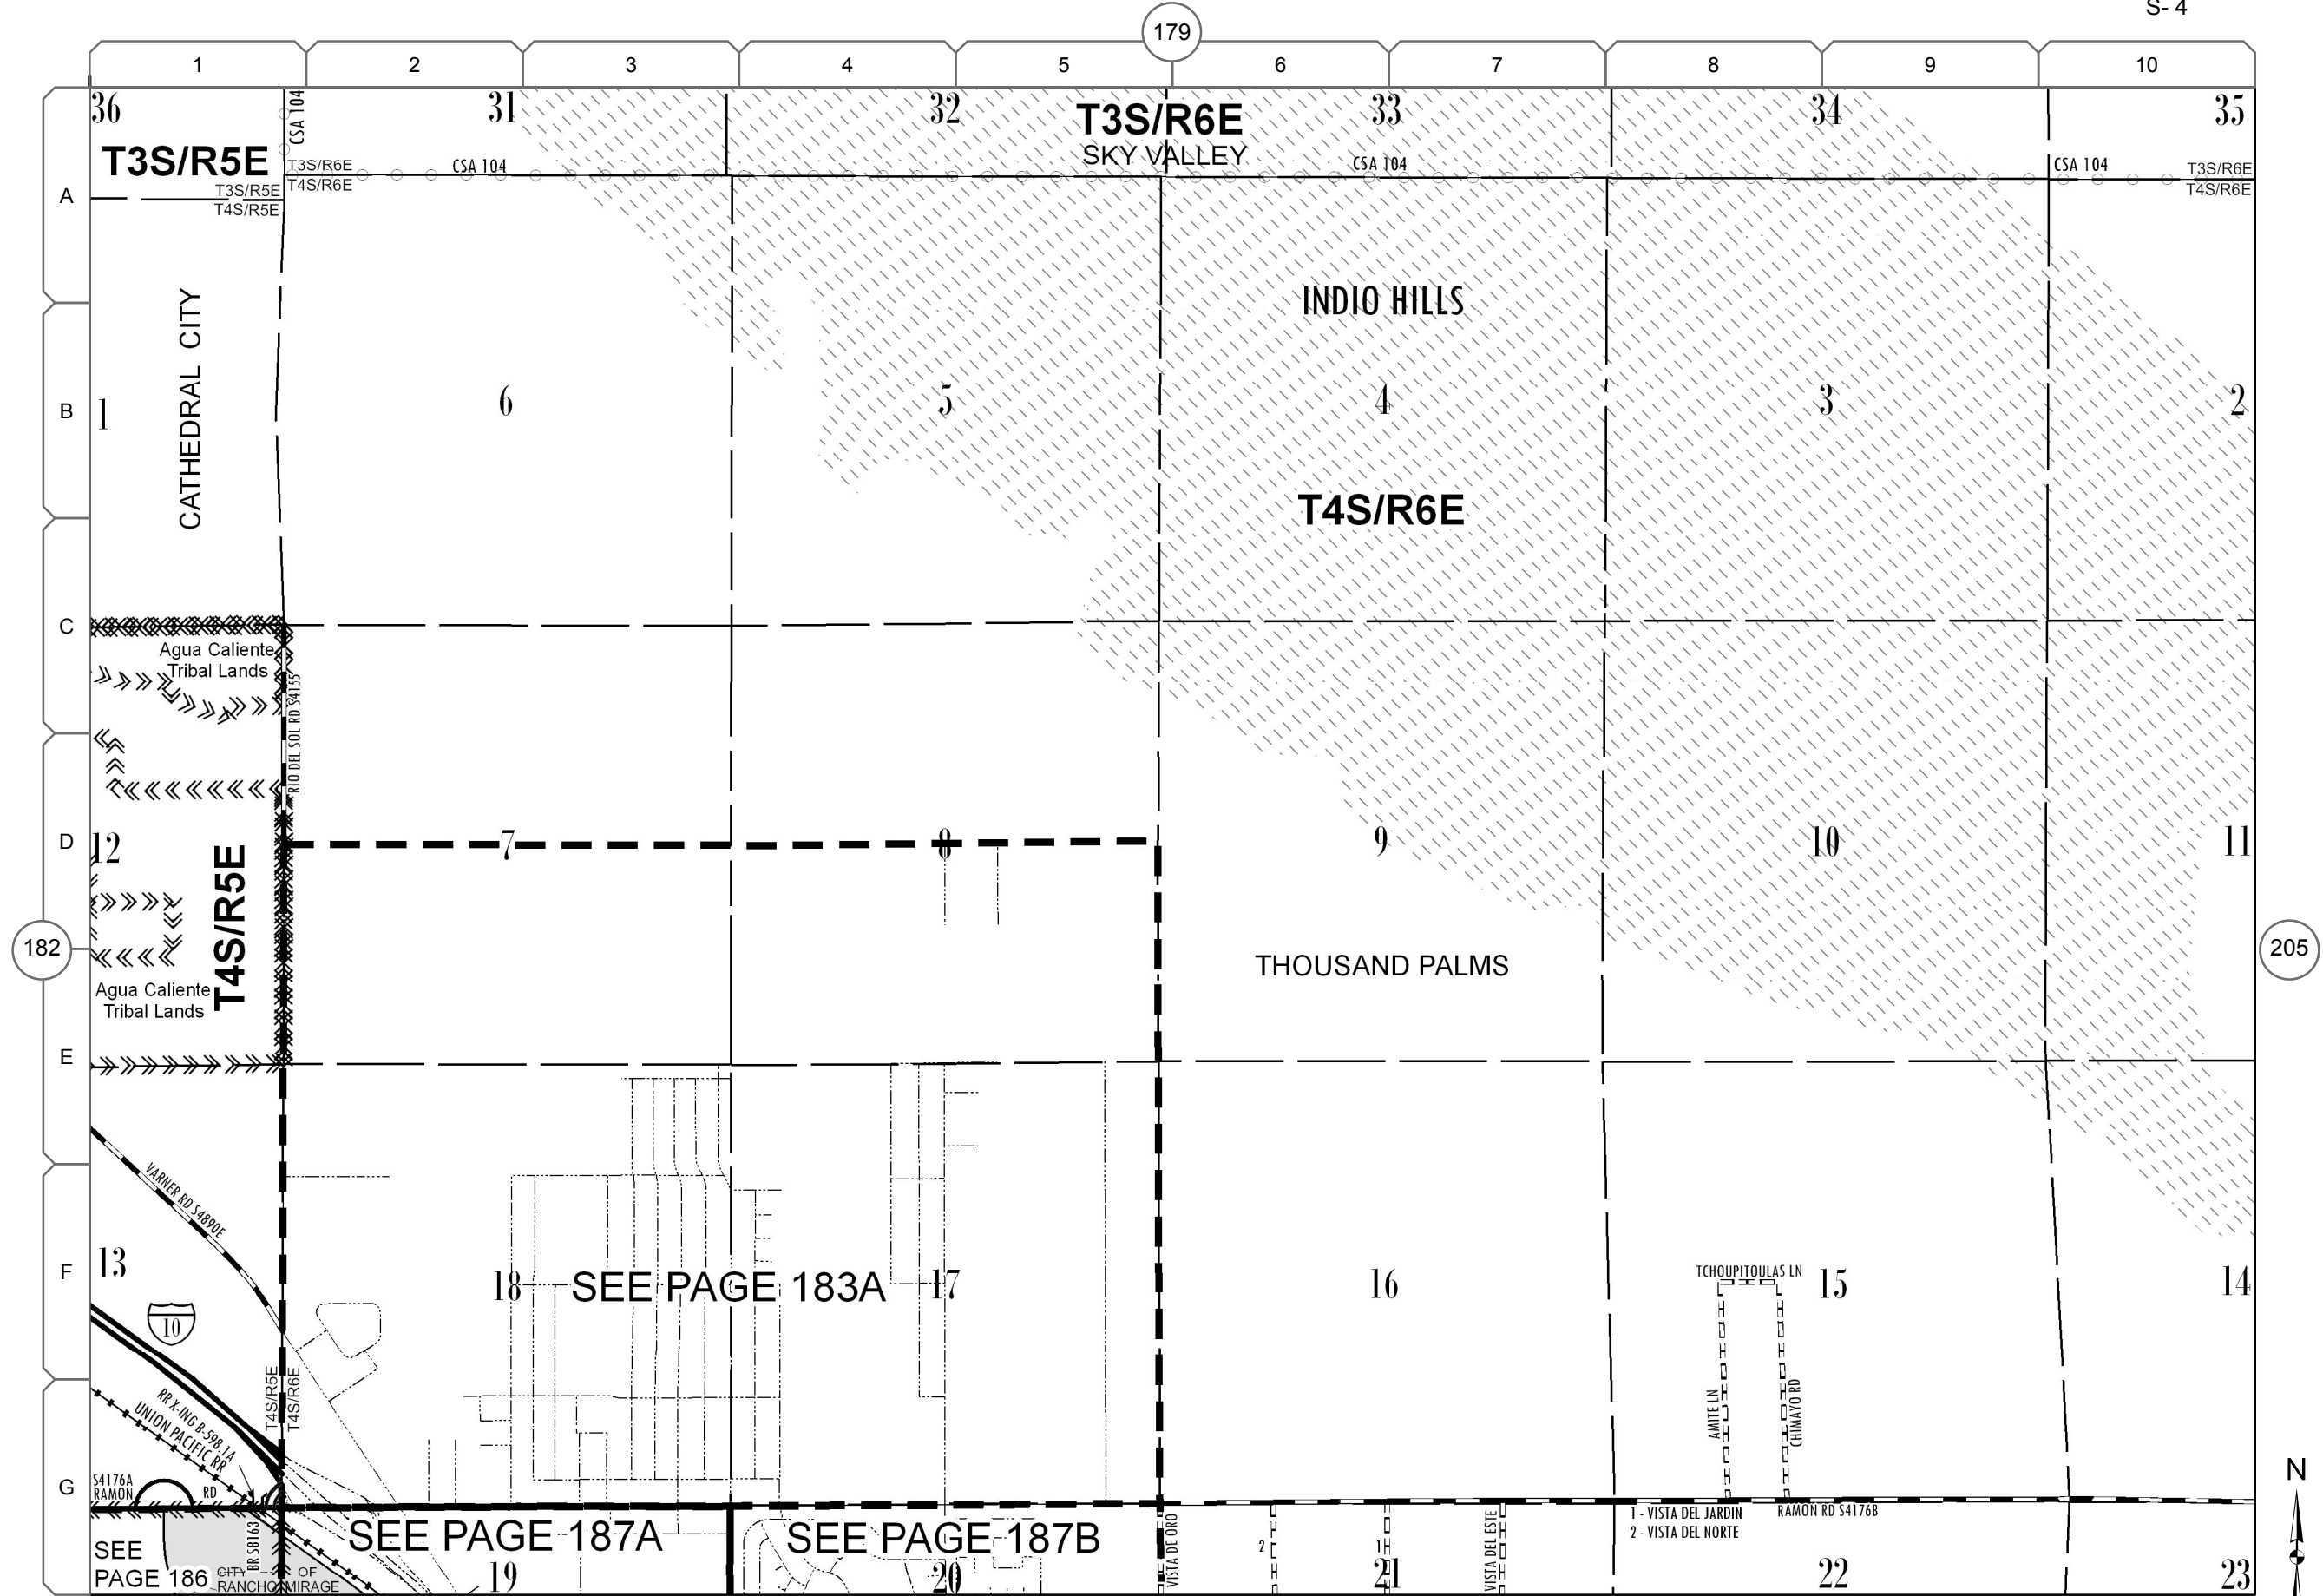 S- 4
179
1 2 3 4 5 6 7 8 9 10
36 31 32 33 34 35
CSA 104
T3S/R6E
SKY VALLEY
T3S/R5E
T3S/R6E
CSA 104
CSA 104
CSA 104
T3S/R6E
A
T3S/R5E
T4S/R6E
T4S/R6E
T4S/R5E
INDIO HILLS
CATHEDRAL CITY
B
1 6 5 4 3 2
T4S/R6E
C
Agua Caliente
Tribal Lands
RIO DEL SOL RD S4155
D
12 7 8 9 10 11
T4S/R5E
182
THOUSAND PALMS
205
Agua Caliente
Tribal Lands
E
VARNER RD S4890E
F
13 18 SEE PAGE 183A 17 16 15 14
TCHOUPITOULAS LN
10
T4S/R5E
T4S/R6E
AMITE LN
CHIMAYO RD
RR X-ING B-598.1A
UNION PACIFIC RR
G
S4176A
RAMON RD
N
1 - VISTA DEL JARDIN
2 - VISTA DEL NORTE
RAMON RD S4176B
SEE PAGE 187A
SEE PAGE 187B
BR S8163
VISTA DE ORO
2
1
VISTA DEL ESTE
SEE
PAGE 186
CITY OF
RANCHO MIRAGE
19 20 21 22 23